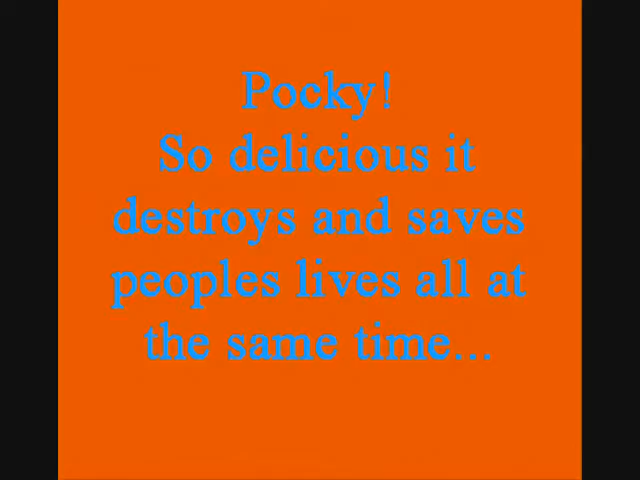 Pocky!
So delicious it
destroys and saves
peoples lives all at
the same time...